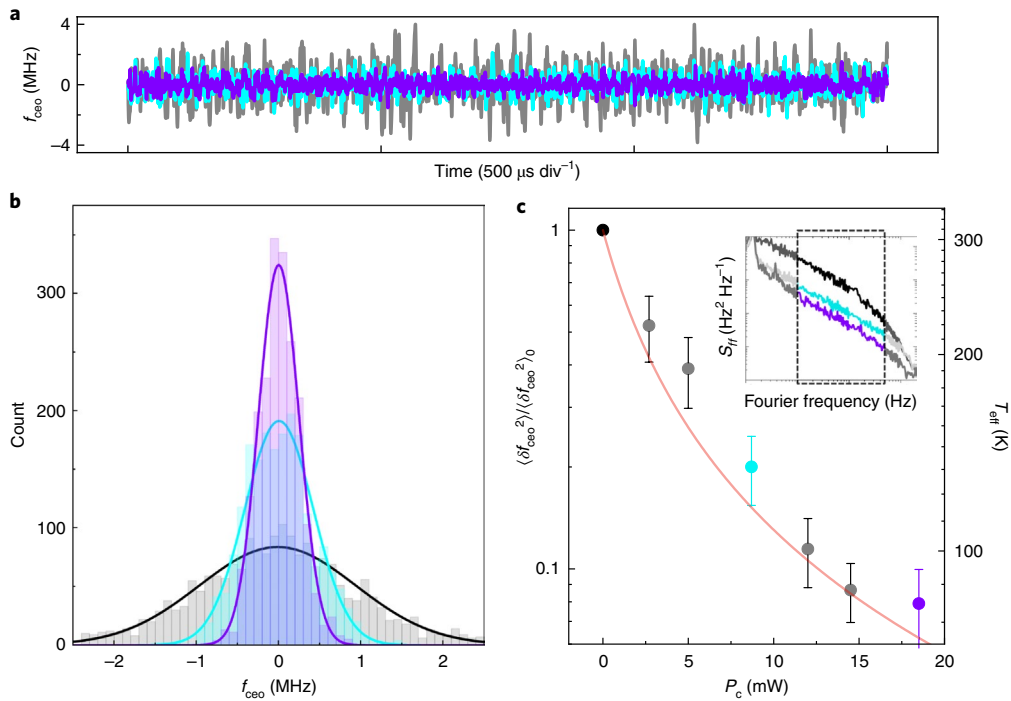 a
f_ceo (MHz)
4
0
−4
Time (500 μs div⁻¹)
b
Count
300
200
100
0
−2
−1
0
1
2
f_ceo (MHz)
c
⟨δf_ceo²⟩/⟨δf_ceo²⟩₀
1
0.1
0
5
10
15
20
P_c (mW)
S_ff (Hz² Hz⁻¹)
Fourier frequency (Hz)
300
200
100
T_eff (K)